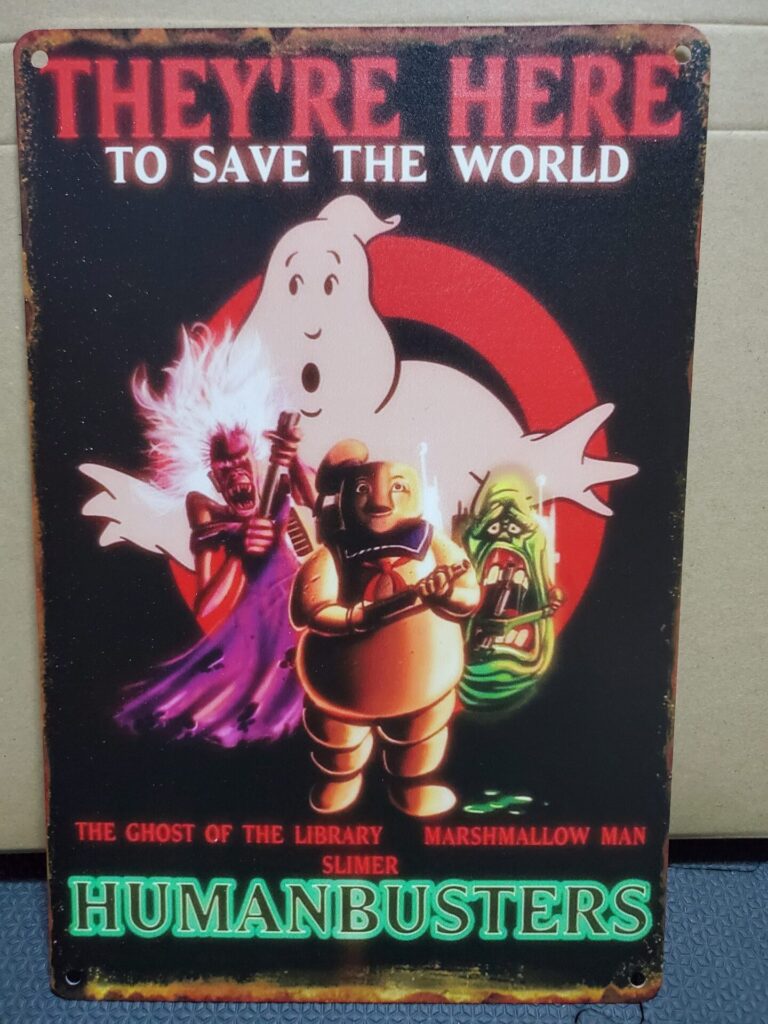 THEY'RE HERE
TO SAVE THE WORLD
THE GHOST OF THE LIBRARY MARSHMALLOW MAN
SLIMER
HUMANBUSTERS